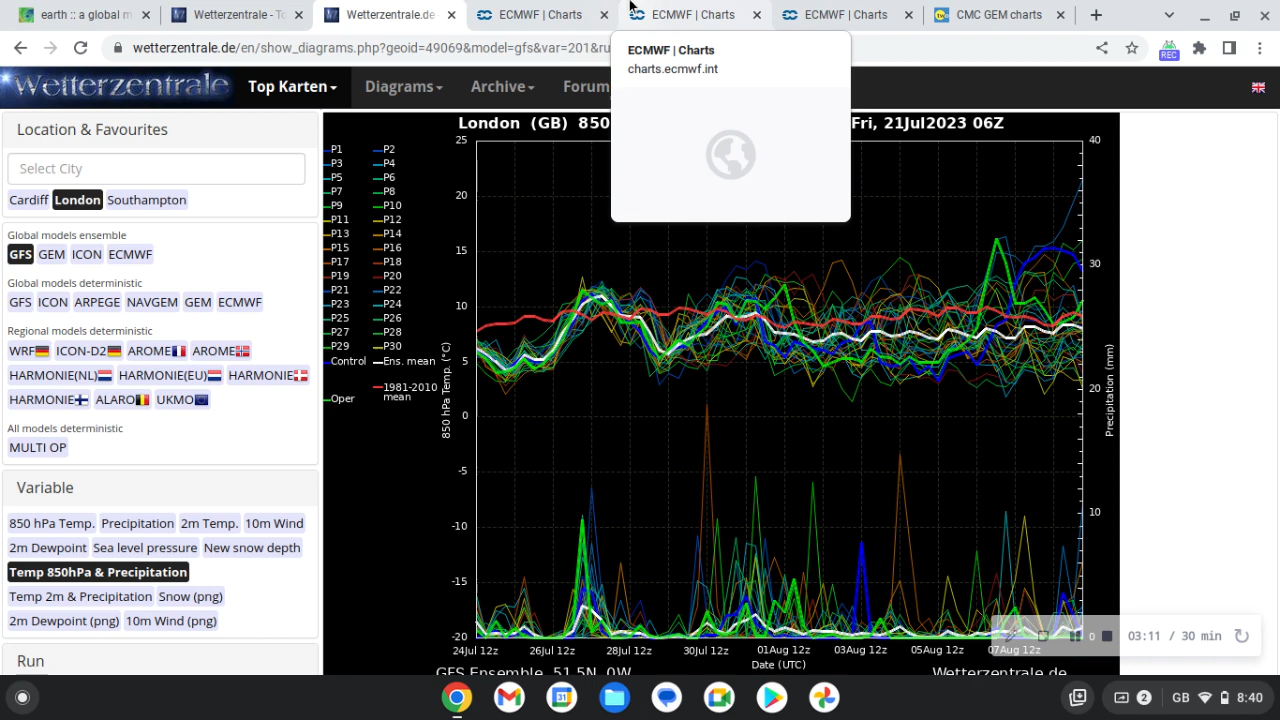 earth :: a global m
Wetterzentrale - To
Wetterzentrale.de
ECMWF | Charts
ECMWF | Charts
ECMWF | Charts
CMC GEM charts
wetterzentrale.de/en/show_diagrams.php?geoid=49069&model=gfs&var=201&ru
REC
ECMWF | Charts
charts.ecmwf.int
Wetterzentrale
Top Karten
Diagrams
Archive
Forum
Location & Favourites
Select City
Cardiff London Southampton
Global models ensemble
GFS GEM ICON ECMWF
Global models deterministic
GFS ICON ARPEGE NAVGEM GEM ECMWF
Regional models deterministic
WRF ICON-D2 AROME AROME
HARMONIE(NL) HARMONIE(EU) HARMONIE
HARMONIE ALARO UKMO
All models deterministic
MULTI OP
Variable
850 hPa Temp. Precipitation 2m Temp. 10m Wind
2m Dewpoint Sea level pressure New snow depth
Temp 850hPa & Precipitation
Temp 2m & Precipitation Snow (png)
2m Dewpoint (png) 10m Wind (png)
Run
London (GB) 850
Fri, 21Jul2023 06Z
P1 P2
P3 P4
P5 P6
P7 P8
P9 P10
P11 P12
P13 P14
P15 P16
P17 P18
P19 P20
P21 P22
P23 P24
P25 P26
P27 P28
P29 P30
Control Ens. mean
1981-2010
mean
Oper
25
20
15
10
5
0
-5
-10
-15
-20
850 hPa Temp. (°C)
40
30
20
10
0
Precipitation (mm)
24Jul 12z 26Jul 12z 28Jul 12z 30Jul 12z 01Aug 12z 03Aug 12z 05Aug 12z 07Aug 12z
Date (UTC)
GFS Ensemble 51.5N 0W
Wetterzentrale.de
03:11 / 30 min
31
2
GB
8:40